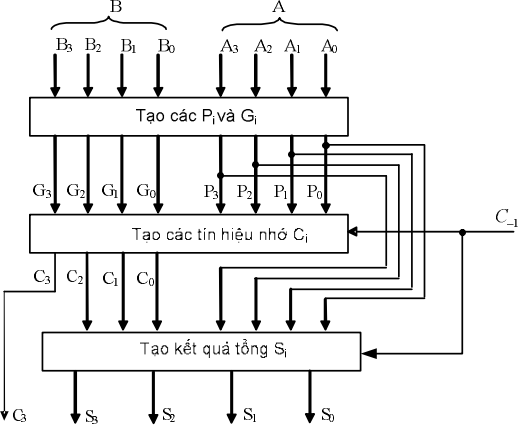 B A
B3 B2 B1 B0 A3 A2 A1 A0
Tạo các Pi và Gi
G3 G2 G1 G0 P3 P2 P1 P0
C−1
Tạo các tín hiệu nhớ Ci
C3 C2 C1 C0
Tạo kết quả tổng Si
C3 S3 S2 S1 S0